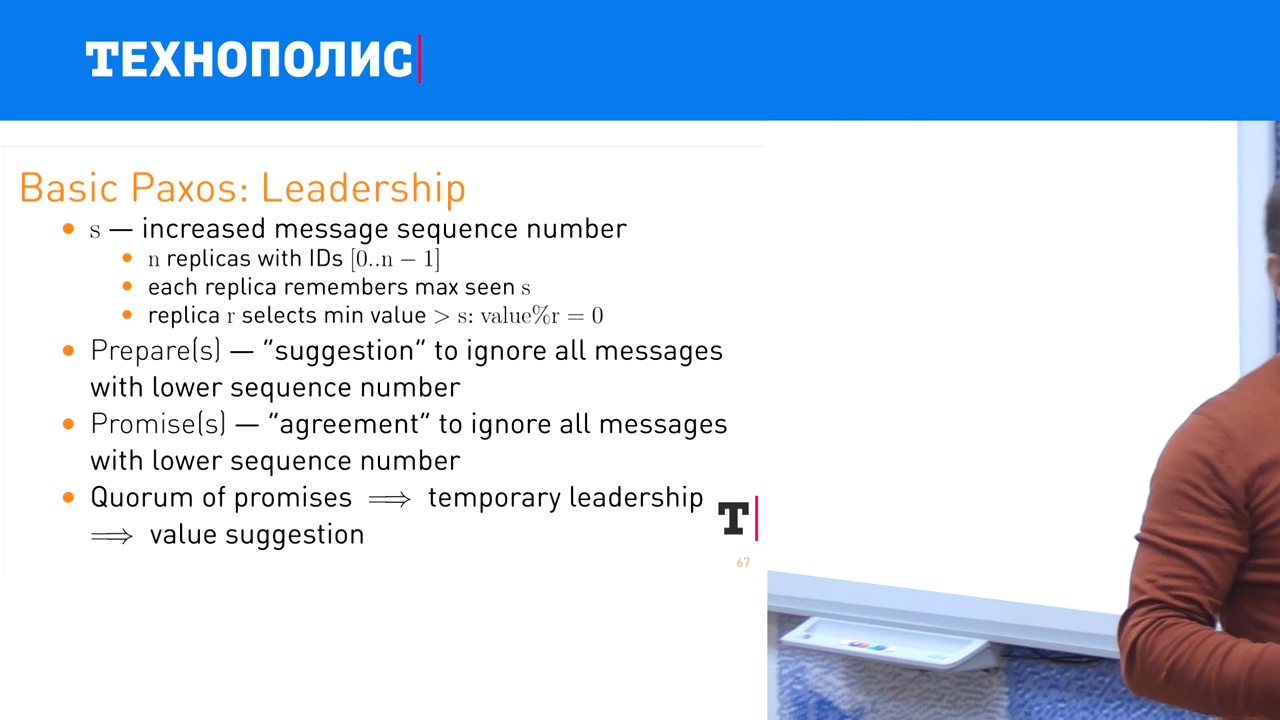 ТЕХНОПОЛИС
Basic Paxos: Leadership
• s — increased message sequence number
• n replicas with IDs [0..n − 1]
• each replica remembers max seen s
• replica r selects min value > s: value%r = 0
• Prepare(s) — ”suggestion” to ignore all messages
with lower sequence number
• Promise(s) — ”agreement” to ignore all messages
with lower sequence number
• Quorum of promises ⟹ temporary leadership
⟹ value suggestion
Т
67